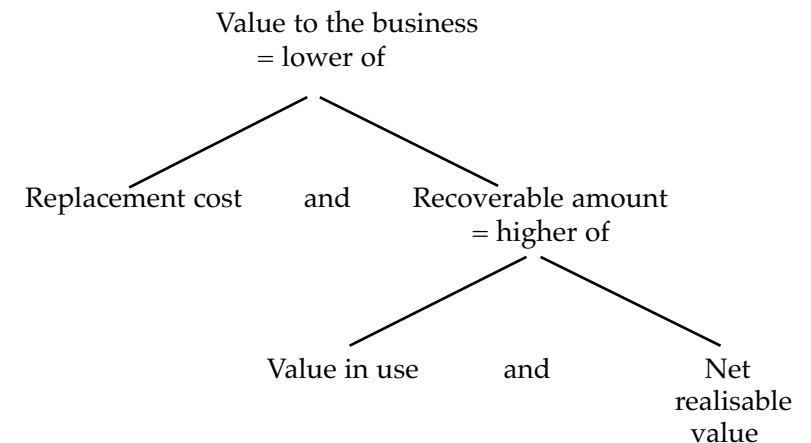 Value to the business
= lower of
Replacement cost and Recoverable amount
= higher of
Value in use and Net
realisable
value